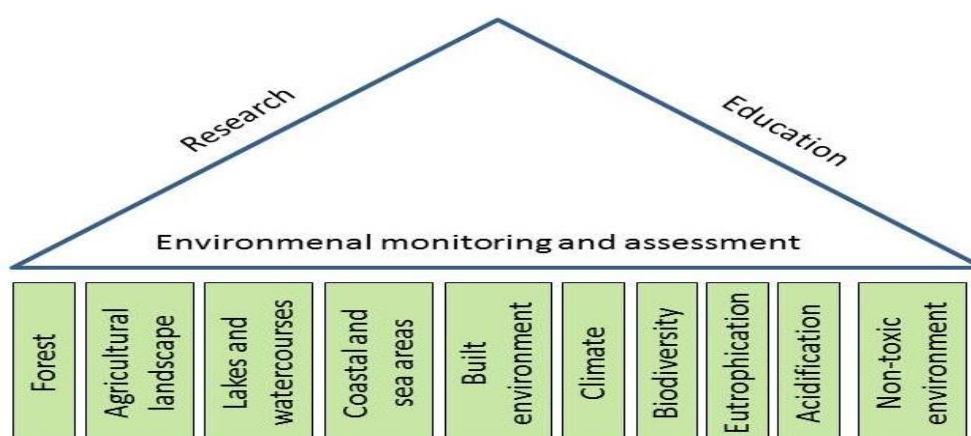 Research
Education
Environmenal monitoring and assessment
Forest
Agricultural
landscape
Lakes and
watercourses
Coastal and
sea areas
Built
environment
Climate
Biodiversity
Eutrophication
Acidification
Non-toxic
environment